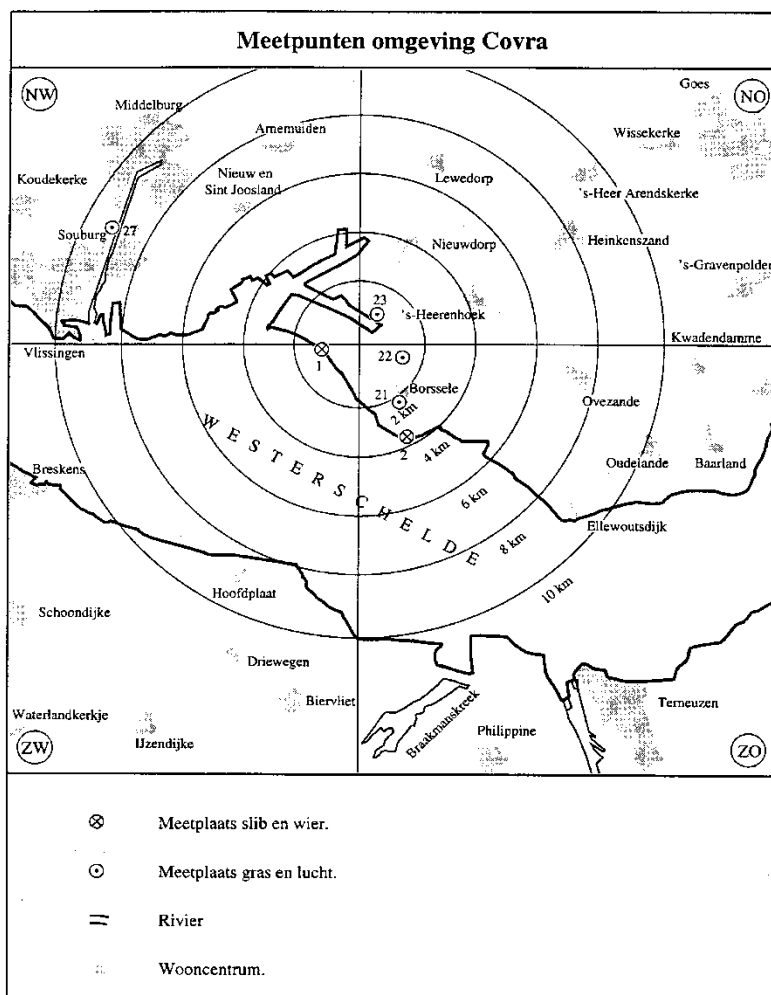 Meetpunten omgeving Covra
NW
NO
Goes
Middelburg
Arnemuiden
Wissekerke
Nieuw en
Sint Joosland
Lewedorp
Koudekerke
's-Heer Arendskerke
Souburg
27
Nieuwdorp
Heinkenszand
's-Gravenpolder
23
's-Heerenhoek
Vlissingen
Kwadendamme
1
22
21
Borssele
2 km
Ovezande
2
4 km
WESTERSCHELDE
Breskens
Oudelande
Baarland
6 km
Ellewoutsdijk
8 km
10 km
Hoofdplaat
Schoondijke
Driewegen
Biervliet
Terneuzen
Waterlandkerkje
IJzendijke
Braakmanskreek
Philippine
ZW
ZO
Meetplaats slib en wier.
Meetplaats gras en lucht.
Rivier
Wooncentrum.